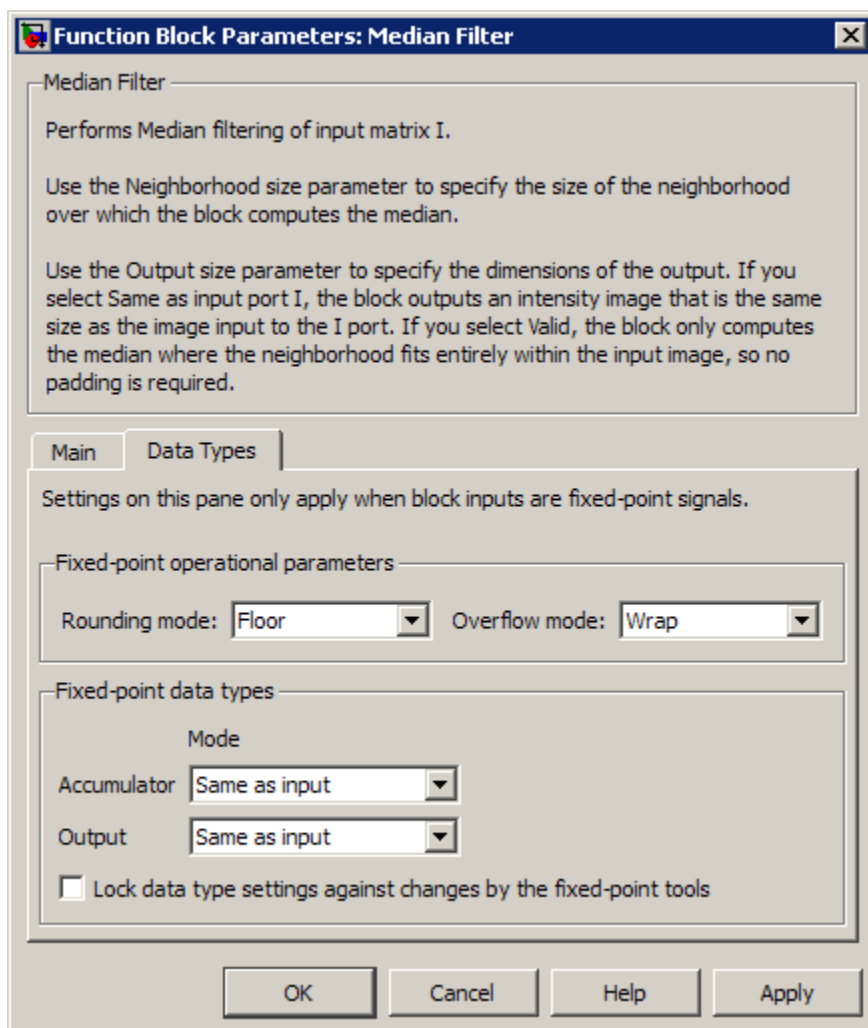 Function Block Parameters: Median Filter
Median Filter
Performs Median filtering of input matrix I.
Use the Neighborhood size parameter to specify the size of the neighborhood
over which the block computes the median.
Use the Output size parameter to specify the dimensions of the output. If you
select Same as input port I, the block outputs an intensity image that is the same
size as the image input to the I port. If you select Valid, the block only computes
the median where the neighborhood fits entirely within the input image, so no
padding is required.
Main Data Types
Settings on this pane only apply when block inputs are fixed-point signals.
Fixed-point operational parameters
Rounding mode: Floor Overflow mode: Wrap
Fixed-point data types
Mode
Accumulator Same as input
Output Same as input
Lock data type settings against changes by the fixed-point tools
OK Cancel Help Apply